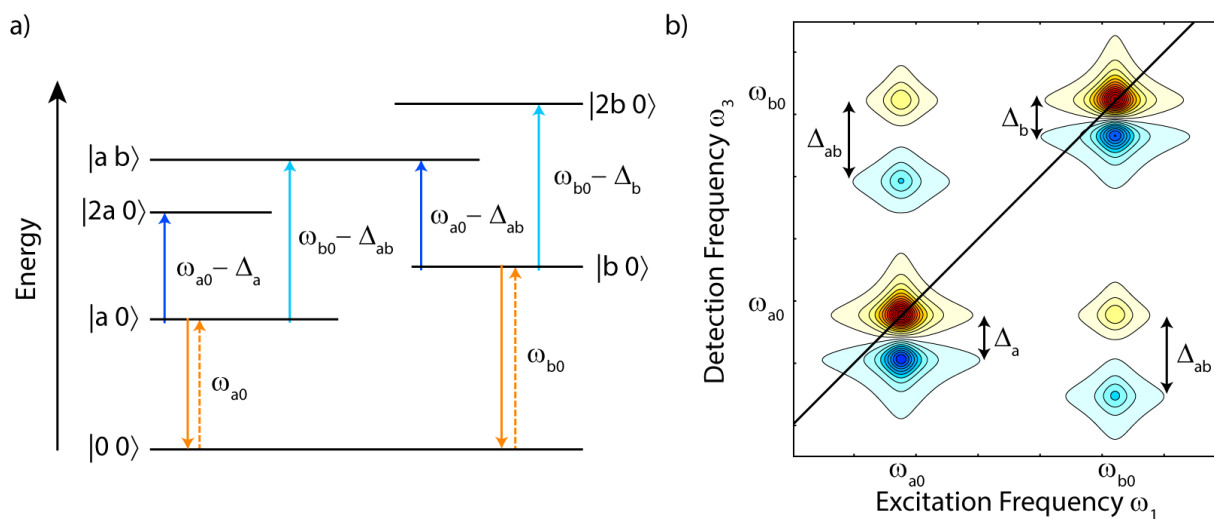 a)
Energy
|2b 0⟩
|a b⟩
|2a 0⟩
ω_b0 − Δ_b
ω_a0 − Δ_ab
ω_b0 − Δ_ab
ω_a0 − Δ_a
|b 0⟩
|a 0⟩
ω_a0
ω_b0
|0 0⟩
b)
Detection Frequency ω_3
ω_b0
ω_a0
Δ_ab
Δ_b
Δ_a
Δ_ab
ω_a0
ω_b0
Excitation Frequency ω_1